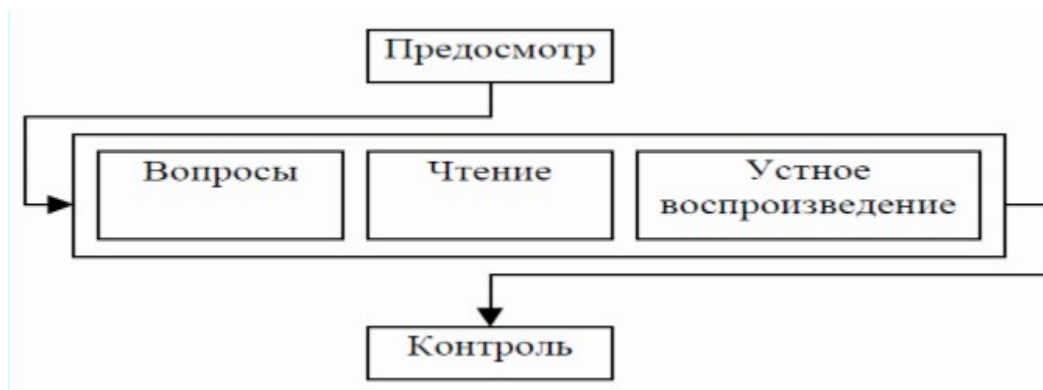 Предосмотр
Вопросы
Чтение
Устное
воспроизведение
Контроль